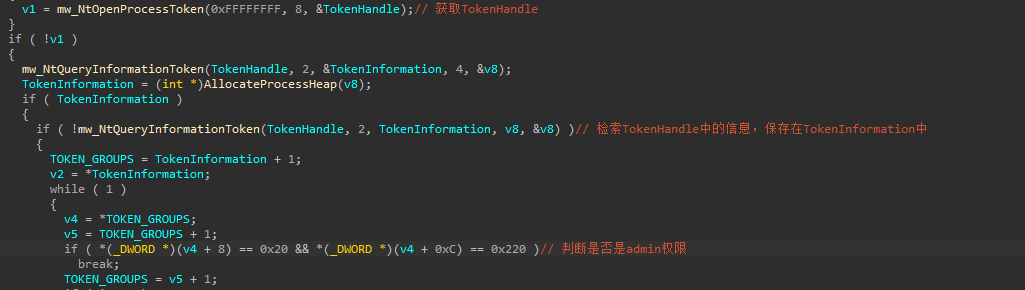 v1 = mw_NtOpenProcessToken(0xFFFFFFFF, 8, &TokenHandle);// 获取TokenHandle
}
if ( !v1 )
{
mw_NtQueryInformationToken(TokenHandle, 2, &TokenInformation, 4, &v8);
TokenInformation = (int *)AllocateProcessHeap(v8);
if ( TokenInformation )
{
if ( !mw_NtQueryInformationToken(TokenHandle, 2, TokenInformation, v8, &v8) )// 检索TokenHandle中的信息，保存在TokenInformation中
{
TOKEN_GROUPS = TokenInformation + 1;
v2 = *TokenInformation;
while ( 1 )
{
v4 = *TOKEN_GROUPS;
v5 = TOKEN_GROUPS + 1;
if ( *(_DWORD *)(v4 + 8) == 0x20 && *(_DWORD *)(v4 + 0xC) == 0x220 )// 判断是否是admin权限
break;
TOKEN_GROUPS = v5 + 1;